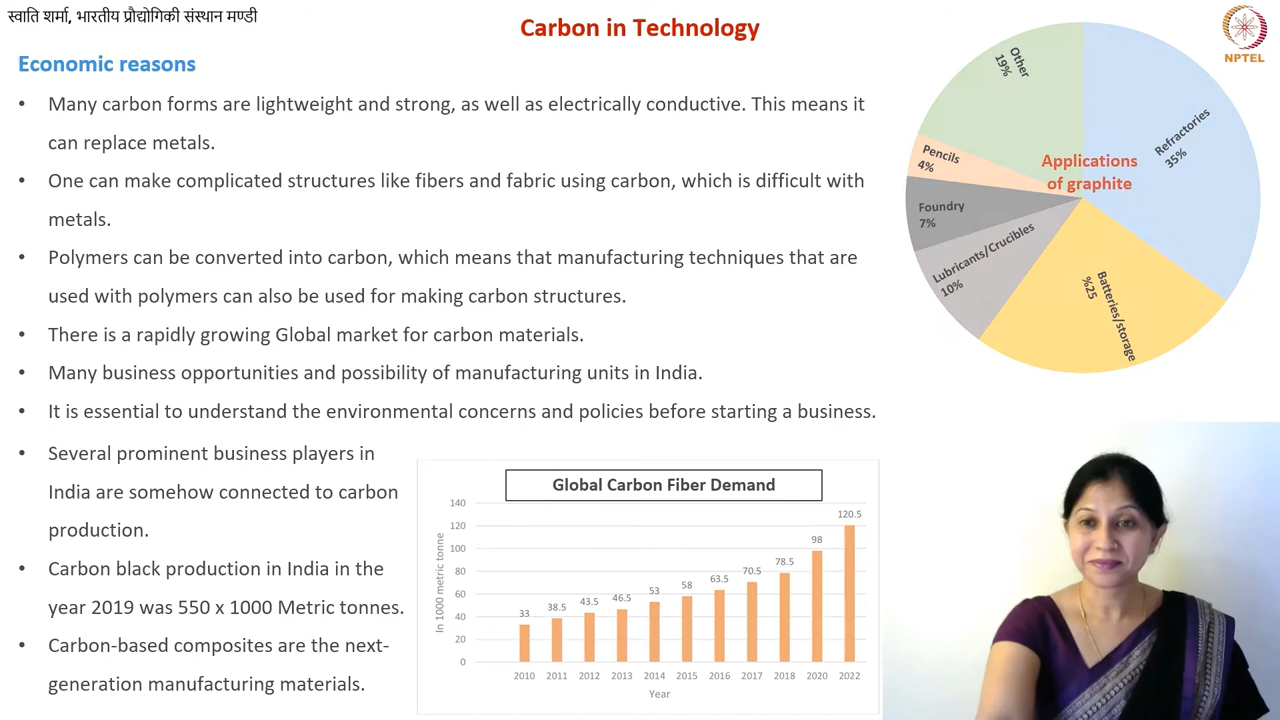 स्वाति शर्मा, भारतीय प्रौद्योगिकी संस्थान मण्डी
Carbon in Technology
NPTEL
Economic reasons
• Many carbon forms are lightweight and strong, as well as electrically conductive. This means it
can replace metals.
• One can make complicated structures like fibers and fabric using carbon, which is difficult with
metals.
• Polymers can be converted into carbon, which means that manufacturing techniques that are
used with polymers can also be used for making carbon structures.
• There is a rapidly growing Global market for carbon materials.
• Many business opportunities and possibility of manufacturing units in India.
• It is essential to understand the environmental concerns and policies before starting a business.
• Several prominent business players in
India are somehow connected to carbon
production.
• Carbon black production in India in the
year 2019 was 550 x 1000 Metric tonnes.
• Carbon-based composites are the next-
generation manufacturing materials.
Applications
of graphite
Refractories
35%
Batteries/storage
%25
Lubricants/Crucibles
10%
Foundry
7%
Pencils
4%
Other
19%
Global Carbon Fiber Demand
In 1000 metric tonne
140
120
100
80
60
40
20
0
33
38.5
43.5
46.5
53
58
63.5
70.5
78.5
98
120.5
2010 2011 2012 2013 2014 2015 2016 2017 2018 2020 2022
Year